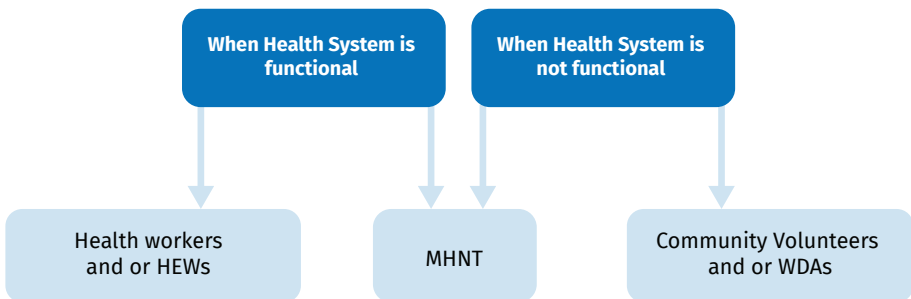 When Health System is
functional
When Health System is
not functional
Health workers
and or HEWs
MHNT
Community Volunteers
and or WDAs